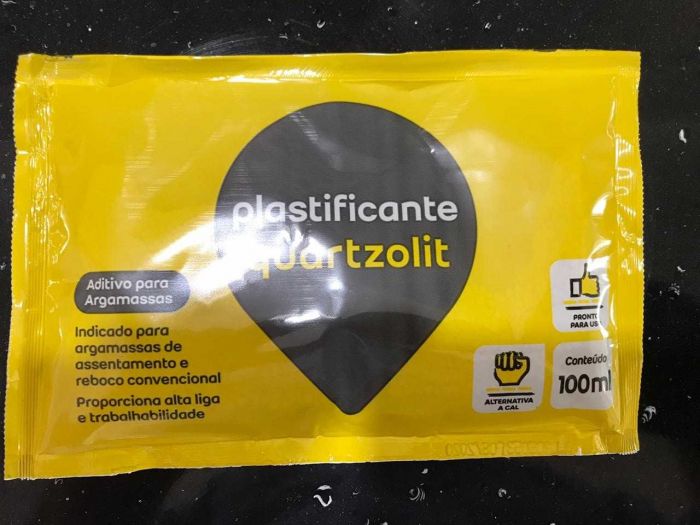 plastificante
quartzolit
Aditivo para
Argamassas
Indicado para
argamassas de
assentamento e
reboco convencional
Proporciona alta liga
e trabalhabilidade
PRONTO
PARA USO
ALTERNATIVA
A CAL
Conteúdo
100ml